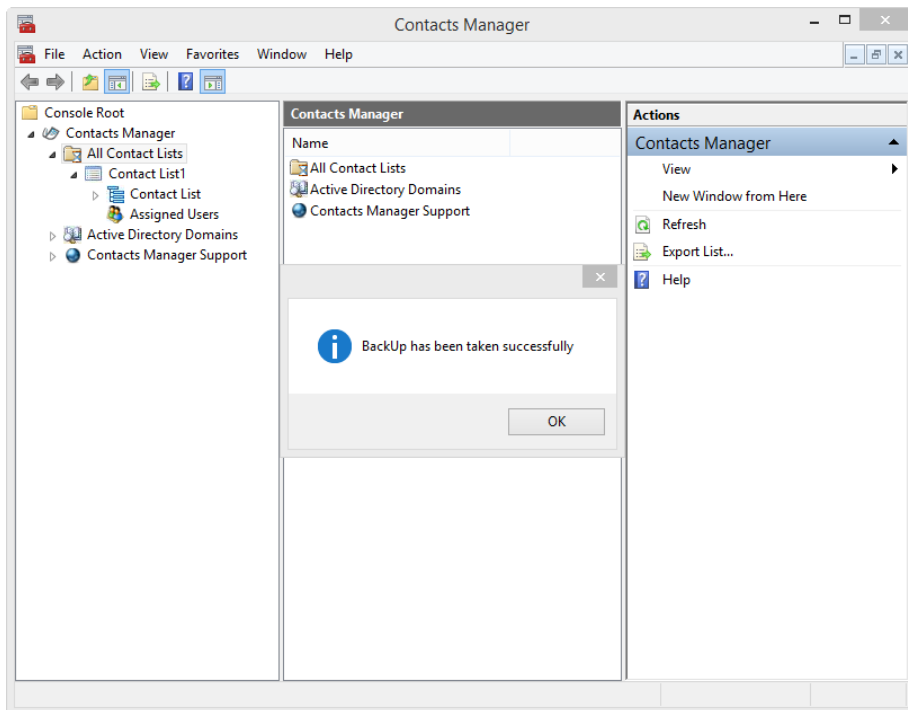 Contacts Manager
File Action View Favorites Window Help
Console Root
Contacts Manager
All Contact Lists
Contact List1
Contact List
Assigned Users
Active Directory Domains
Contacts Manager Support
Contacts Manager
Name
All Contact Lists
Active Directory Domains
Contacts Manager Support
BackUp has been taken successfully
OK
Actions
Contacts Manager
View
New Window from Here
Refresh
Export List...
Help